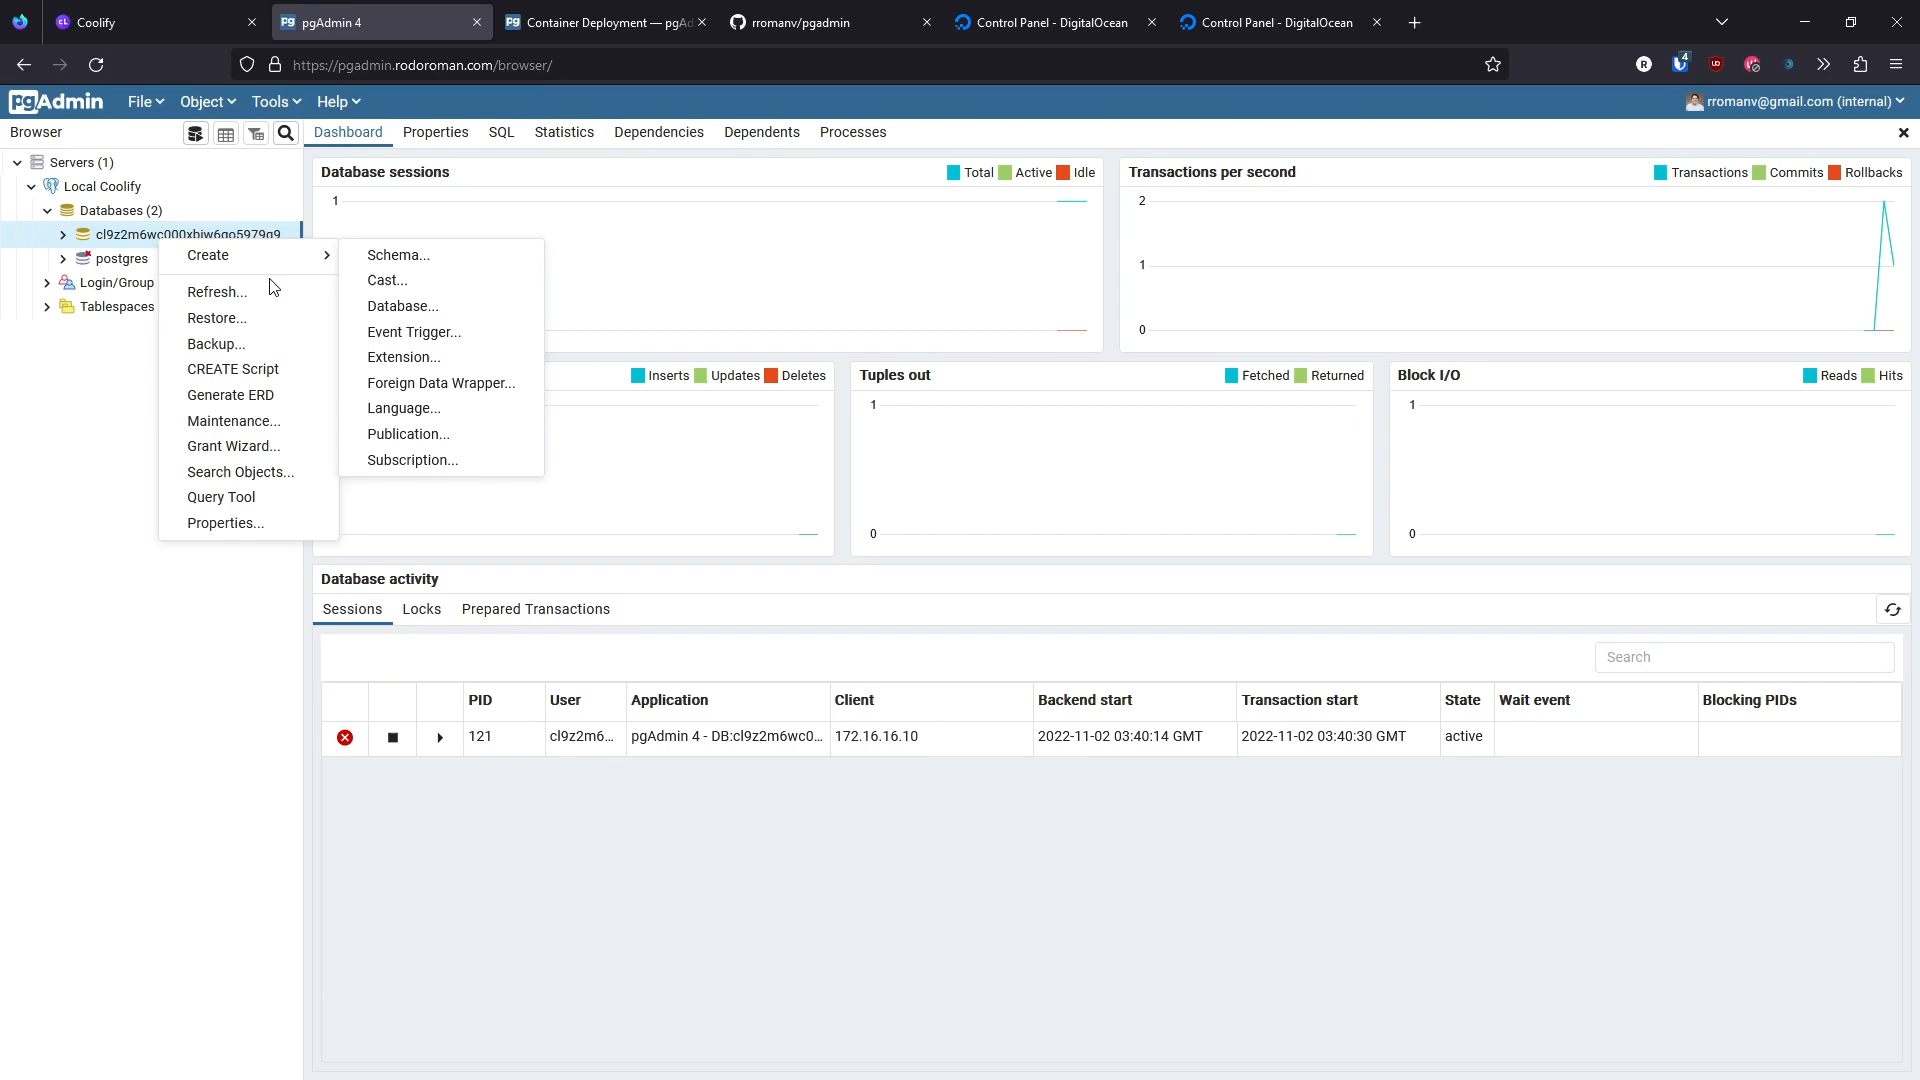 Coolify
pgAdmin 4
Container Deployment — pgAd
rromanv/pgadmin
Control Panel - DigitalOcean
Control Panel - DigitalOcean
https://pgadmin.rodoroman.com/browser/
4
pgAdmin
File
Object
Tools
Help
rromanv@gmail.com (internal)
Browser
Dashboard
Properties
SQL
Statistics
Dependencies
Dependents
Processes
Servers (1)
Local Coolify
Databases (2)
cl9z2m6wc000xbjw6go5979g9
postgres
Login/Group
Tablespaces
Create
Refresh...
Restore...
Backup...
CREATE Script
Generate ERD
Maintenance...
Grant Wizard...
Search Objects...
Query Tool
Properties...
Schema...
Cast...
Database...
Event Trigger...
Extension...
Foreign Data Wrapper...
Language...
Publication...
Subscription...
Database sessions
Total Active Idle
1
Transactions per second
Transactions Commits Rollbacks
2
1
0
Inserts Updates Deletes
Tuples out
Fetched Returned
1
0
Block I/O
Reads Hits
1
0
Database activity
Sessions
Locks
Prepared Transactions
Search
PID User Application Client Backend start Transaction start State Wait event Blocking PIDs
121 cl9z2m6... pgAdmin 4 - DB:cl9z2m6wc0... 172.16.16.10 2022-11-02 03:40:14 GMT 2022-11-02 03:40:30 GMT active